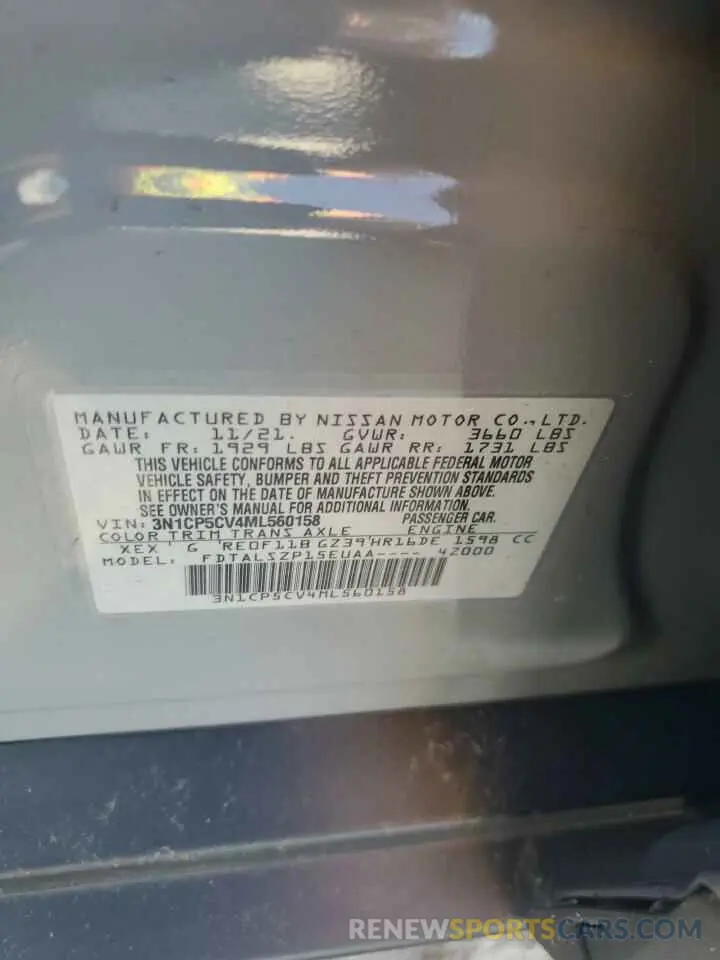 MANUFACTURED BY NISSAN MOTOR CO., LTD.
DATE: 11/21. GVWR: 3660 LBS
GAWR FR: 1929 LBS GAWR RR: 1731 LBS
THIS VEHICLE CONFORMS TO ALL APPLICABLE FEDERAL MOTOR
VEHICLE SAFETY, BUMPER AND THEFT PREVENTION STANDARDS
IN EFFECT ON THE DATE OF MANUFACTURE SHOWN ABOVE.
SEE OWNER'S MANUAL FOR ADDITIONAL INFORMATION.
VIN: 3N1CP5CV4ML560158 PASSENGER CAR.
COLOR TRIM TRANS AXLE ENGINE
XEX' G 'RE0F11B GZ39'HR16DE 1598 CC
MODEL: FDTALSZP15EUAA---- 42000
3N1CP5CV4ML560158
RENEWSPORTSCARS.COM